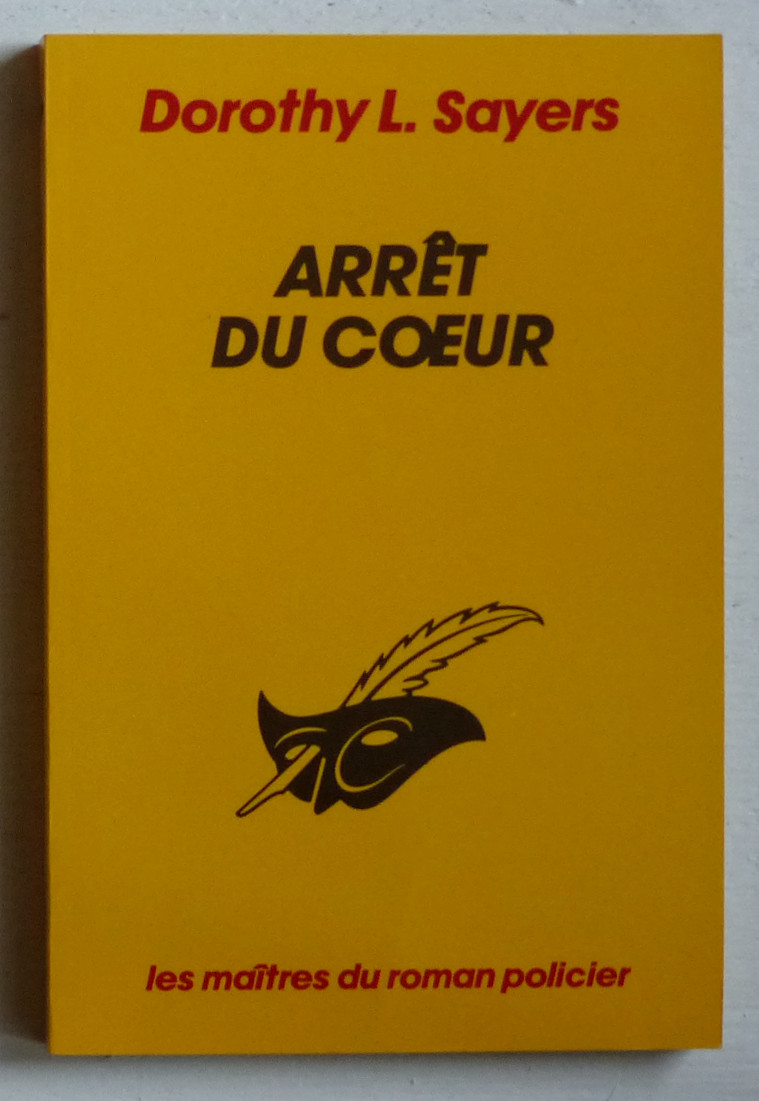 Dorothy L. Sayers
ARRÊT
DU CŒUR
les maîtres du roman policier